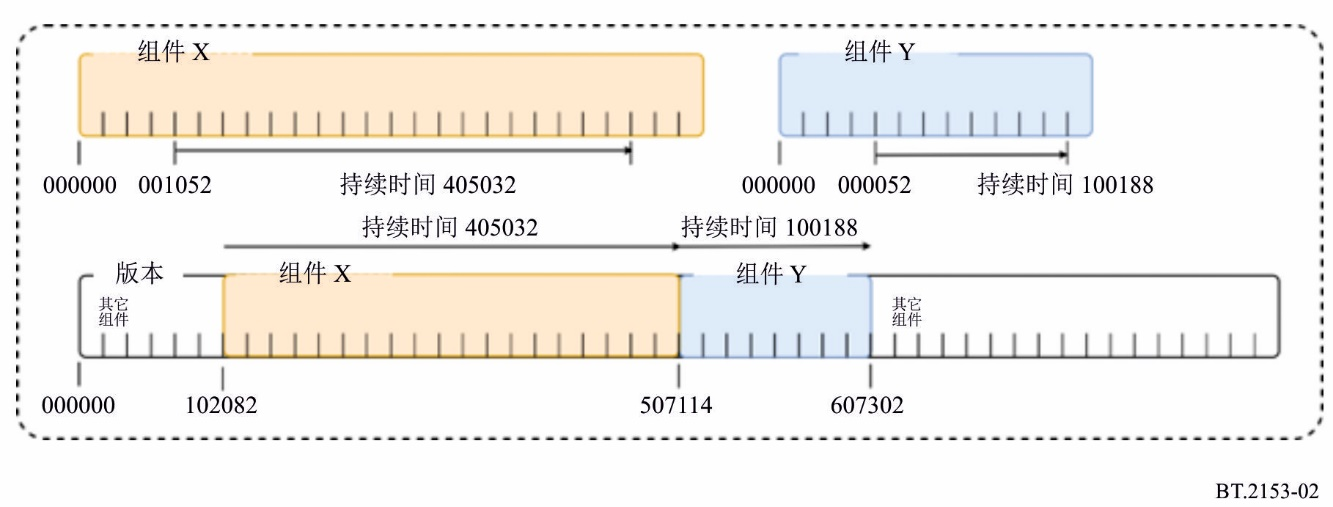 组件 X
组件 Y
000000 001052 持续时间 405032
000000 000052 持续时间 100188
持续时间 405032 持续时间 100188
版本 组件 X 组件 Y
其它
组件
其它
组件
000000 102082 507114 607302
BT.2153-02